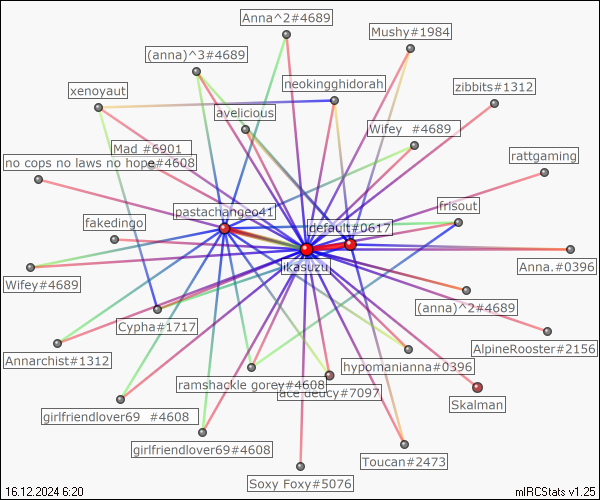 Anna^2#4689
Mushy#1984
(anna)^3#4689
neokingghidorah
zibbits#1312
xenoyaut
avelicious
Wifey  #4689
Mad #6901
rattgaming
no cops no laws no hope#4608
pastachangeo41
frisout
fakedingo
default#0617
ikasuzu
Anna.#0396
Wifey#4689
(anna)^2#4689
Cypha#1717
AlpineRooster#2156
Annarchist#1312
hypomanianna#0396
ramshackle gorey#4608
ace deucy#7097
Skalman
girlfriendlover69  #4608
girlfriendlover69#4608
Toucan#2473
Soxy Foxy#5076
16.12.2024 6:20
mIRCStats v1.25